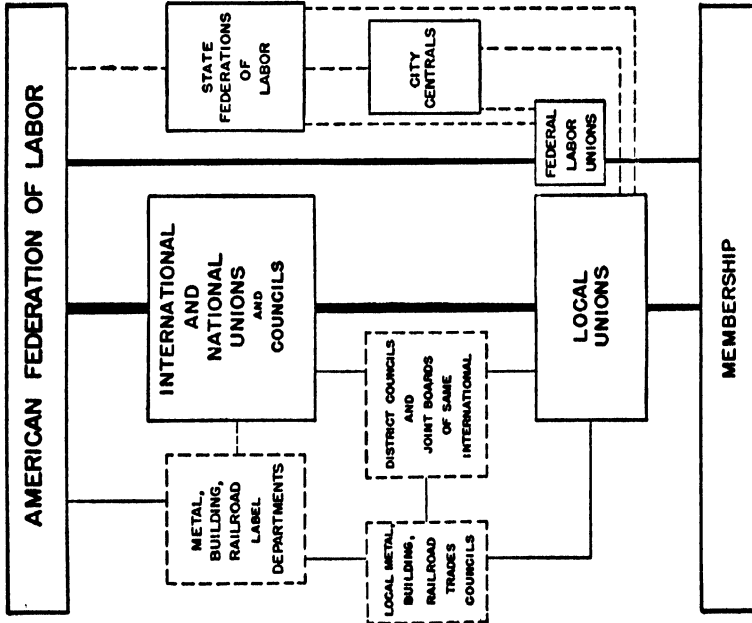 AMERICAN FEDERATION OF LABOR
STATE
FEDERATIONS
OF
LABOR
CITY
CENTRALS
FEDERAL
LABOR
UNIONS
INTERNATIONAL
AND
NATIONAL
UNIONS
AND
COUNCILS
LOCAL
UNIONS
DISTRICT COUNCILS
AND
JOINT BOARDS
OF SAME
INTERNATIONAL
METAL,
BUILDING,
RAILROAD
LABEL
DEPARTMENTS
LOCAL METAL,
BUILDING,
RAILROAD
TRADES
COUNCILS
MEMBERSHIP